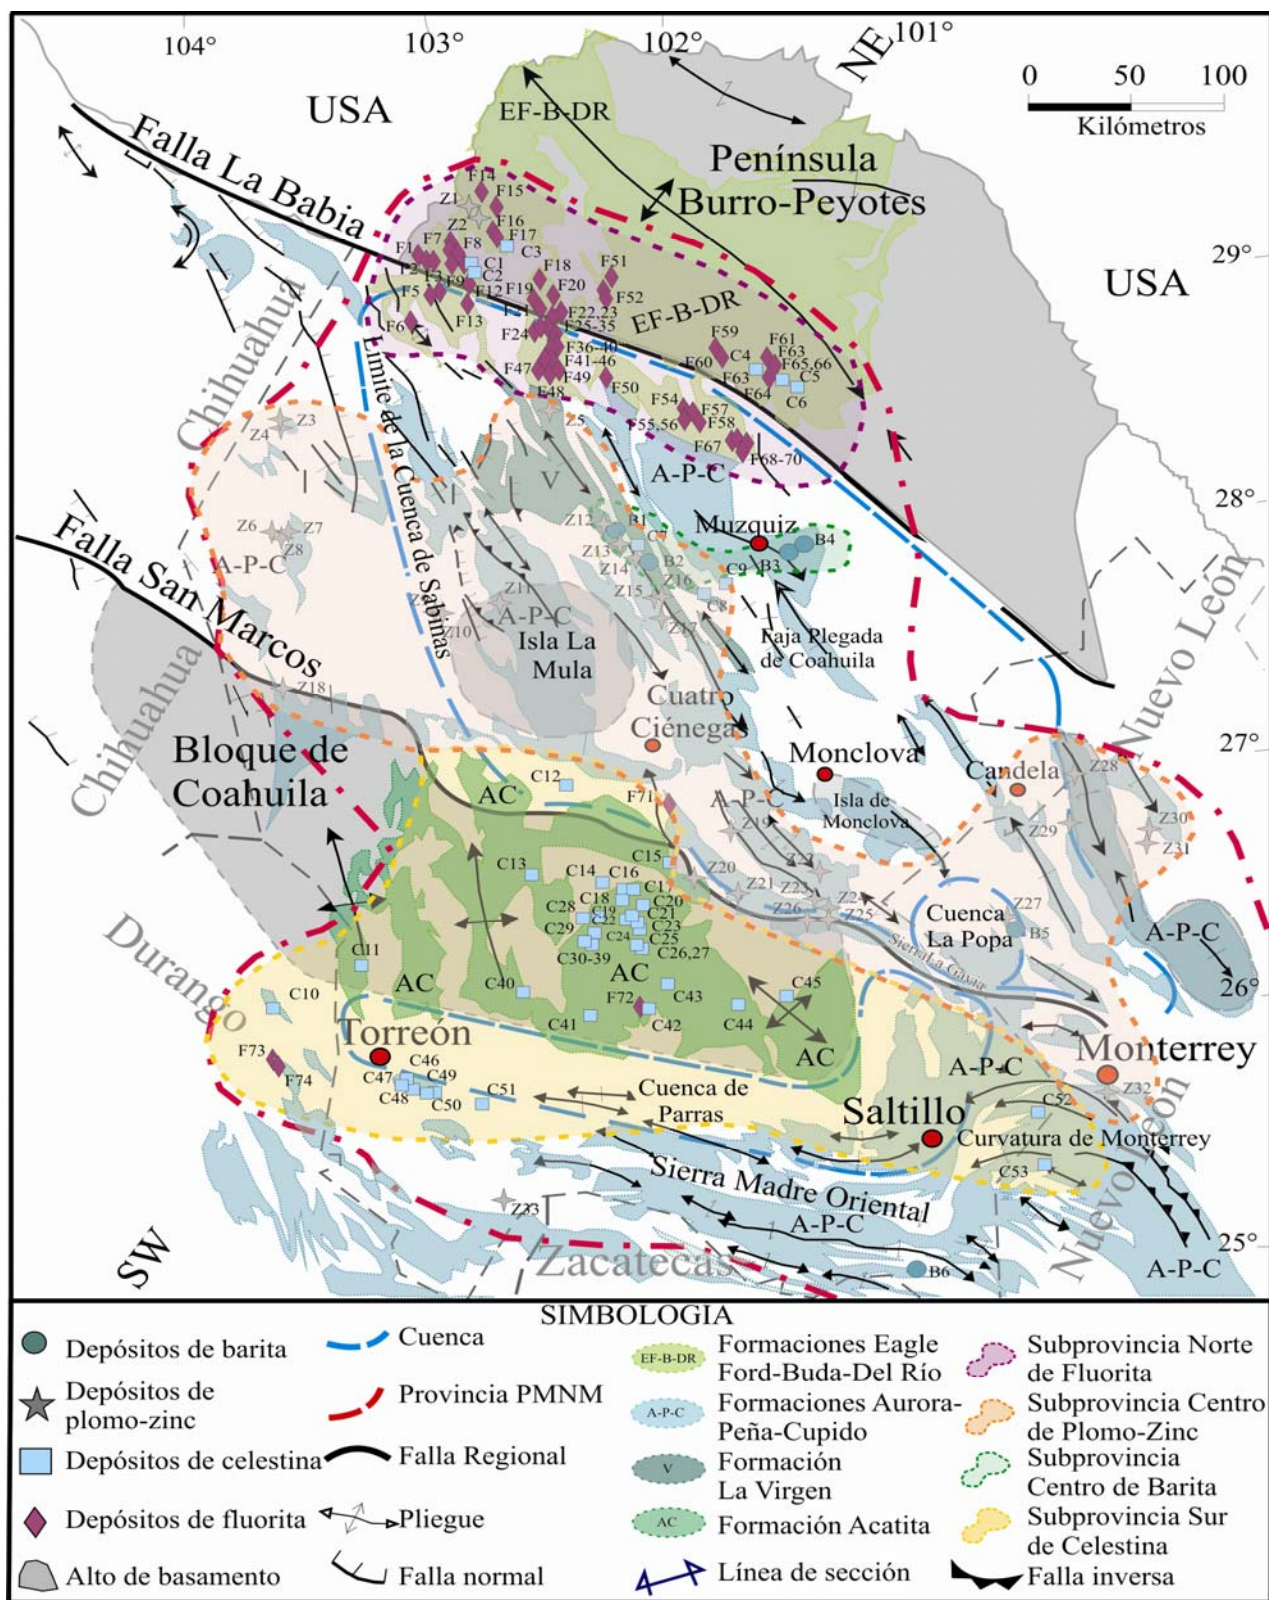 104°
103°
102°
101°
NE
0 50 100
Kilómetros
USA
EF-B-DR
Falla La Babia
Península
Burro-Peyotes
F14
Z1
F15
F16
F17
Z2
F7
F8
F1
C3
C1
C2
F3
F9
F5
F12
F13
F6
F18
F19
F20
F51
F52
F22,23
F24
F25-35
F36-40
F41-46
F47
F49
F48
F50
EF-B-DR
F59
C4
F60
F61
F63
F65,66
F63
F64
C5
C6
29°
USA
F54
F57
F55,56
F58
F67
F68-70
Chihuahua
Límite de la Cuenca de Sabinas
Z3
Z4
Z5
V
A-P-C
28°
Z6
Z7
Z8
A-P-C
Z12
B1
C7
Z13
Z14
B2
Muzquiz
B4
B3
C9
Z15
Z16
C8
Z17
Falla San Marcos
Z11
A-P-C
Z10
Isla La
Mula
Faja Plegada
de Coahuila
Nuevo León
Chihuahua
Z18
Cuatro
Ciénegas
Bloque de
Coahuila
Monclova
27°
Candela
Z28
C12
AC
F71
A-P-C
Z19
Isla de
Monclova
Z29
Z30
Z31
C13
C14
C15
C16
C17
Z20
Z21
Z22
Z23
Z24
Z25
Z26
C18
C19
C20
C21
C22
C23
C24
C25
C28
C29
C30-39
C26,27
AC
Cuenca
La Popa
Z27
B5
Sierra La Gavia
A-P-C
26°
Durango
C11
C10
AC
C40
C41
F72
C42
C43
C44
C45
AC
F73
F74
Torreón
C46
C47
C48
C49
C50
C51
Cuenca de
Parras
A-P-C
Monterrey
Z32
Saltillo
C52
Curvatura de Monterrey
C53
Nuevo León
Sierra Madre Oriental
A-P-C
Z33
SW
Zacatecas
B6
25°
A-P-C
SIMBOLOGIA
Depósitos de barita
Depósitos de
plomo-zinc
Depósitos de celestina
Depósitos de fluorita
Alto de basamento
Cuenca
Provincia PMNM
Falla Regional
Pliegue
Falla normal
EF-B-DR
Formaciones Eagle
Ford-Buda-Del Río
A-P-C
Formaciones Aurora-
Peña-Cupido
V
Formación
La Virgen
AC
Formación Acatita
Línea de sección
Subprovincia Norte
de Fluorita
Subprovincia Centro
de Plomo-Zinc
Subprovincia
Centro de Barita
Subprovincia Sur
de Celestina
Falla inversa